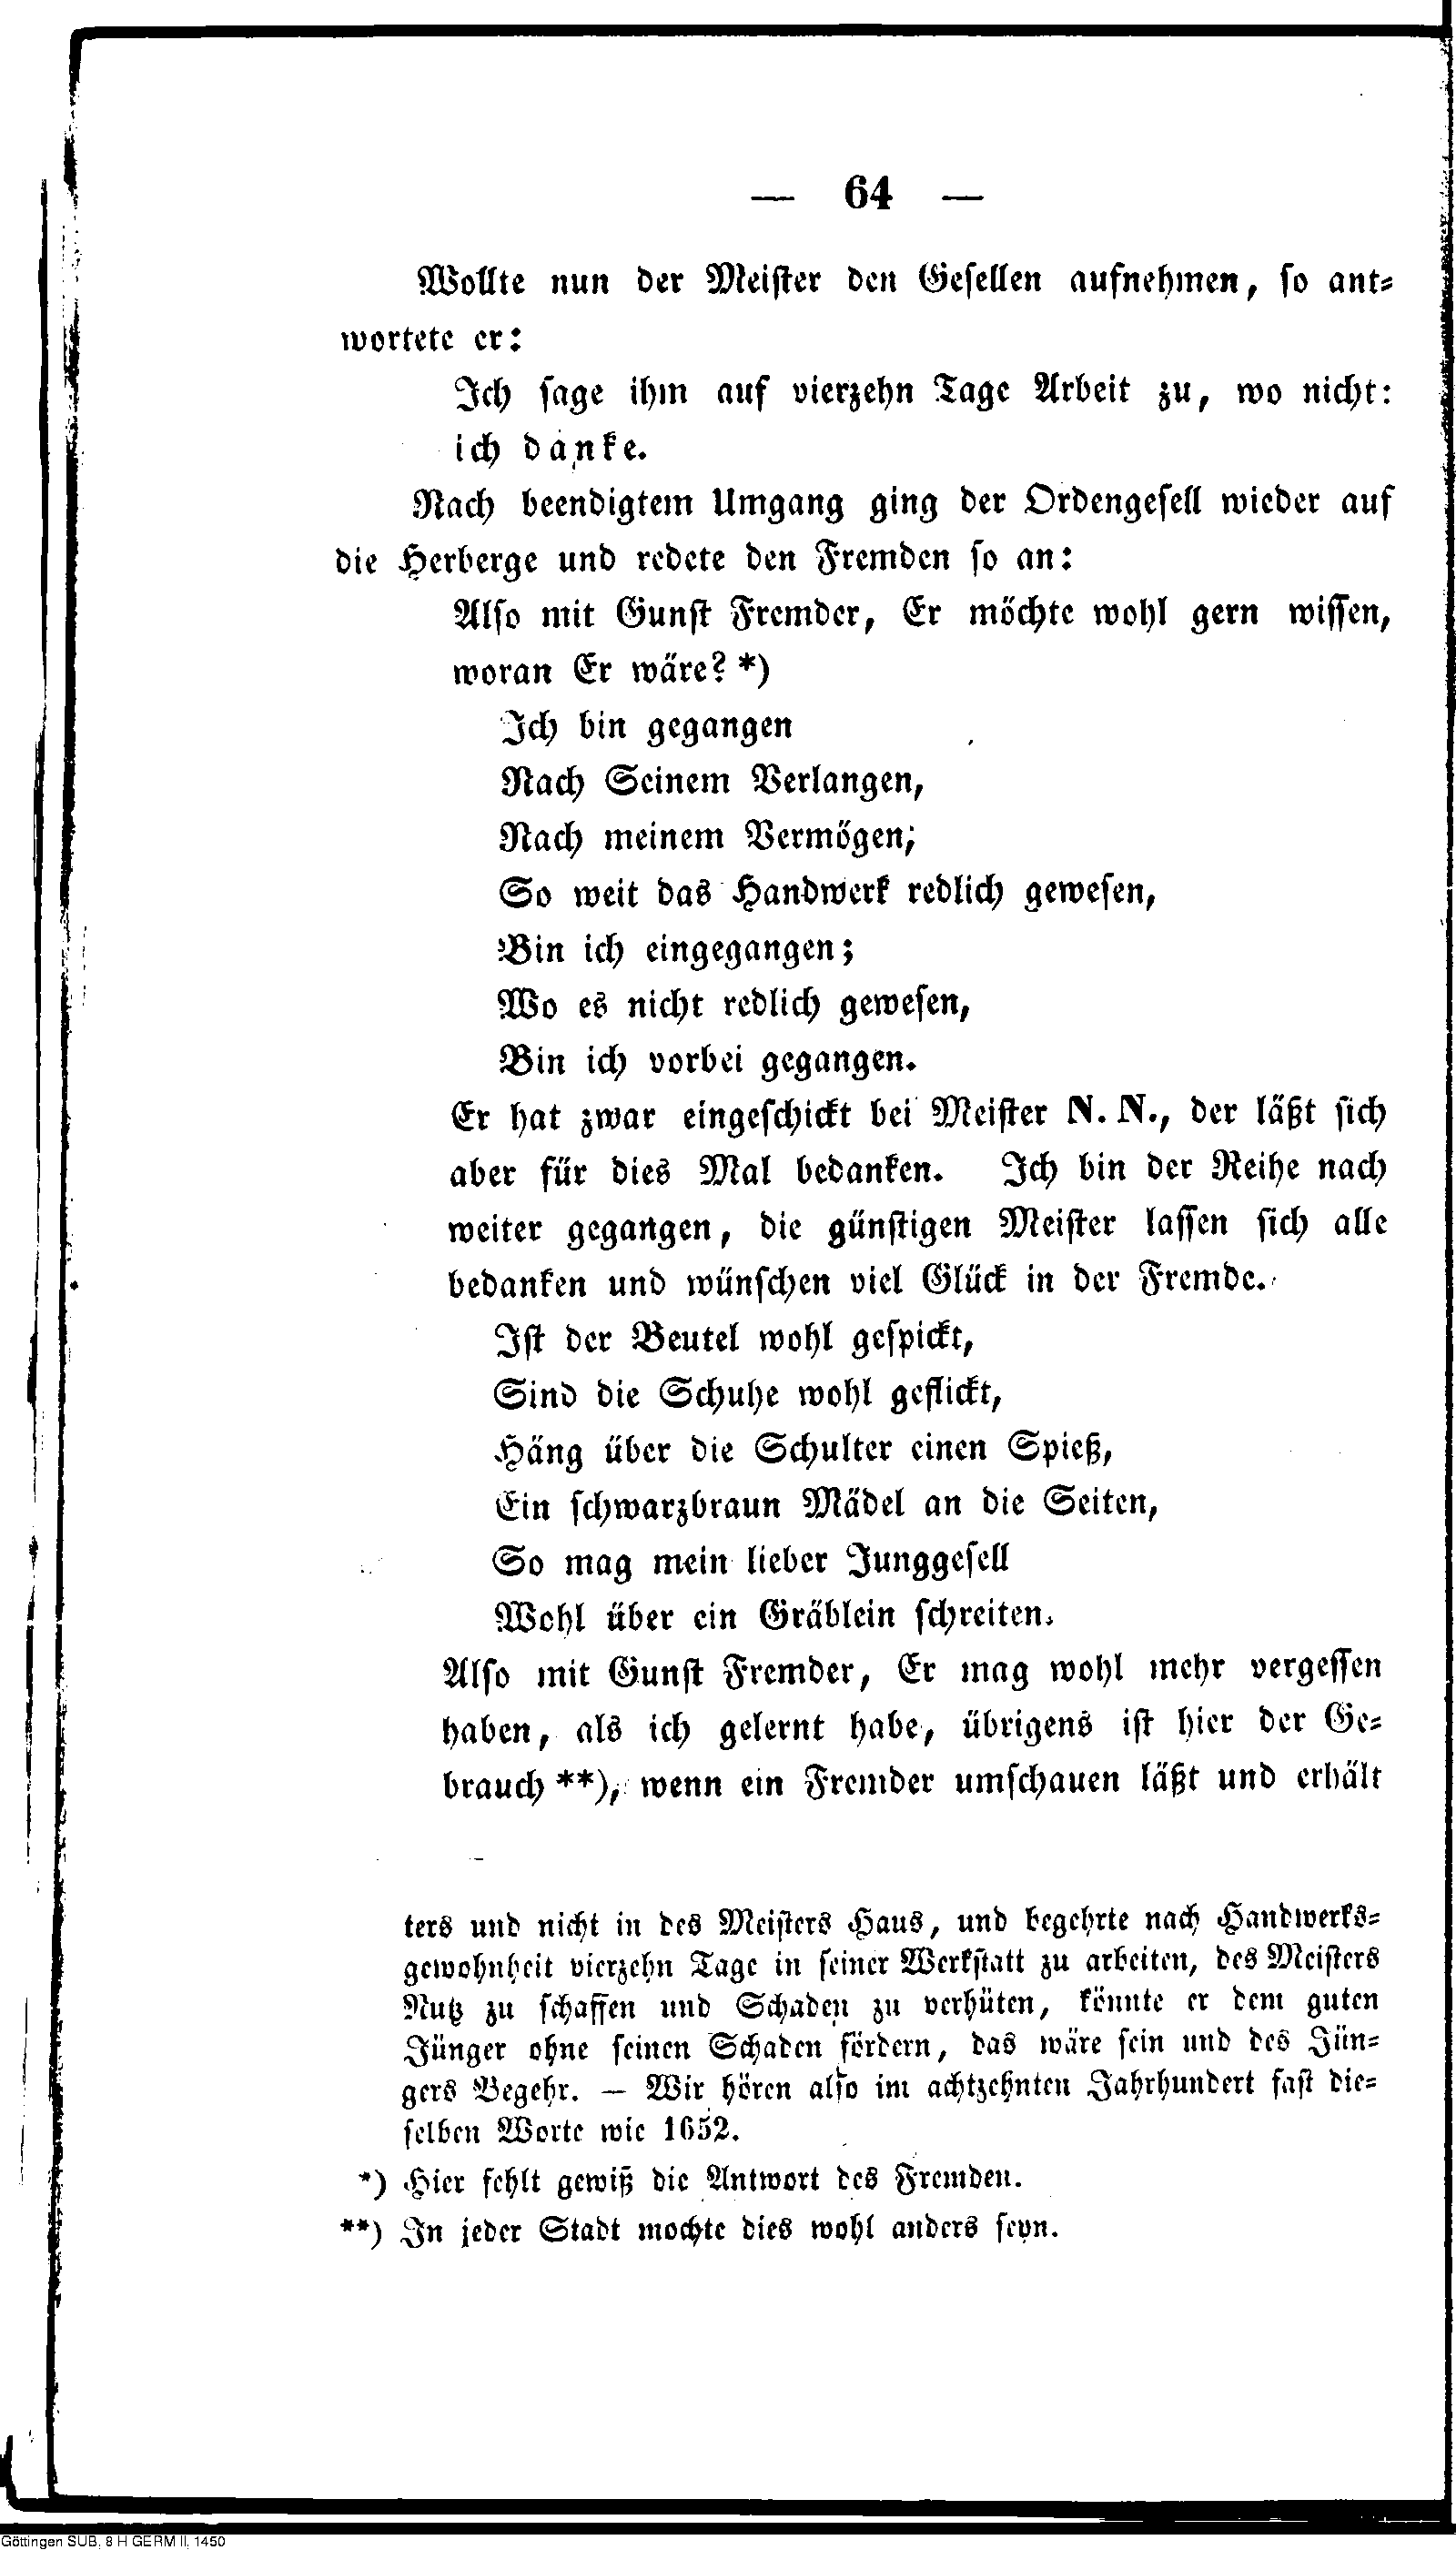 — 64 —
Wollte nun der Meister den Gesellen aufnehmen, so ant-
wortete er:
Ich sage ihm auf vierzehn Tage Arbeit zu, wo nicht:
ich danke.
Nach beendigtem Umgang ging der Ordengesell wieder auf
die Herberge und redete den Fremden so an:
Also mit Gunst Fremder, Er möchte wohl gern wissen,
woran Er wäre? *)
Ich bin gegangen
Nach Seinem Verlangen,
Nach meinem Vermögen;
So weit das Handwerk redlich gewesen,
Bin ich eingegangen;
Wo es nicht redlich gewesen,
Bin ich vorbei gegangen.
Er hat zwar eingeschickt bei Meister N. N., der läßt sich
aber für dies Mal bedanken. Ich bin der Reihe nach
weiter gegangen, die günstigen Meister lassen sich alle
bedanken und wünschen viel Glück in der Fremde.
Ist der Beutel wohl gespickt,
Sind die Schuhe wohl geflickt,
Häng über die Schulter einen Spieß,
Ein schwarzbraun Mädel an die Seiten,
So mag mein lieber Junggesell
Wohl über ein Gräblein schreiten.
Also mit Gunst Fremder, Er mag wohl mehr vergessen
haben, als ich gelernt habe, übrigens ist hier der Ge-
brauch **), wenn ein Fremder umschauen läßt und erhält
ters und nicht in des Meisters Haus, und begehrte nach Handwerks-
gewohnheit vierzehn Tage in seiner Werkstatt zu arbeiten, des Meisters
Nutz zu schaffen und Schaden zu verhüten, könnte er dem guten
Jünger ohne seinen Schaden fördern, das wäre sein und des Jün-
gers Begehr. — Wir hören also im achtzehnten Jahrhundert fast die-
selben Worte wie 1652.
*) Hier fehlt gewiß die Antwort des Fremden.
**) In jeder Stadt mochte dies wohl anders seyn.
Göttingen SUB, 8 H GERM II, 1450